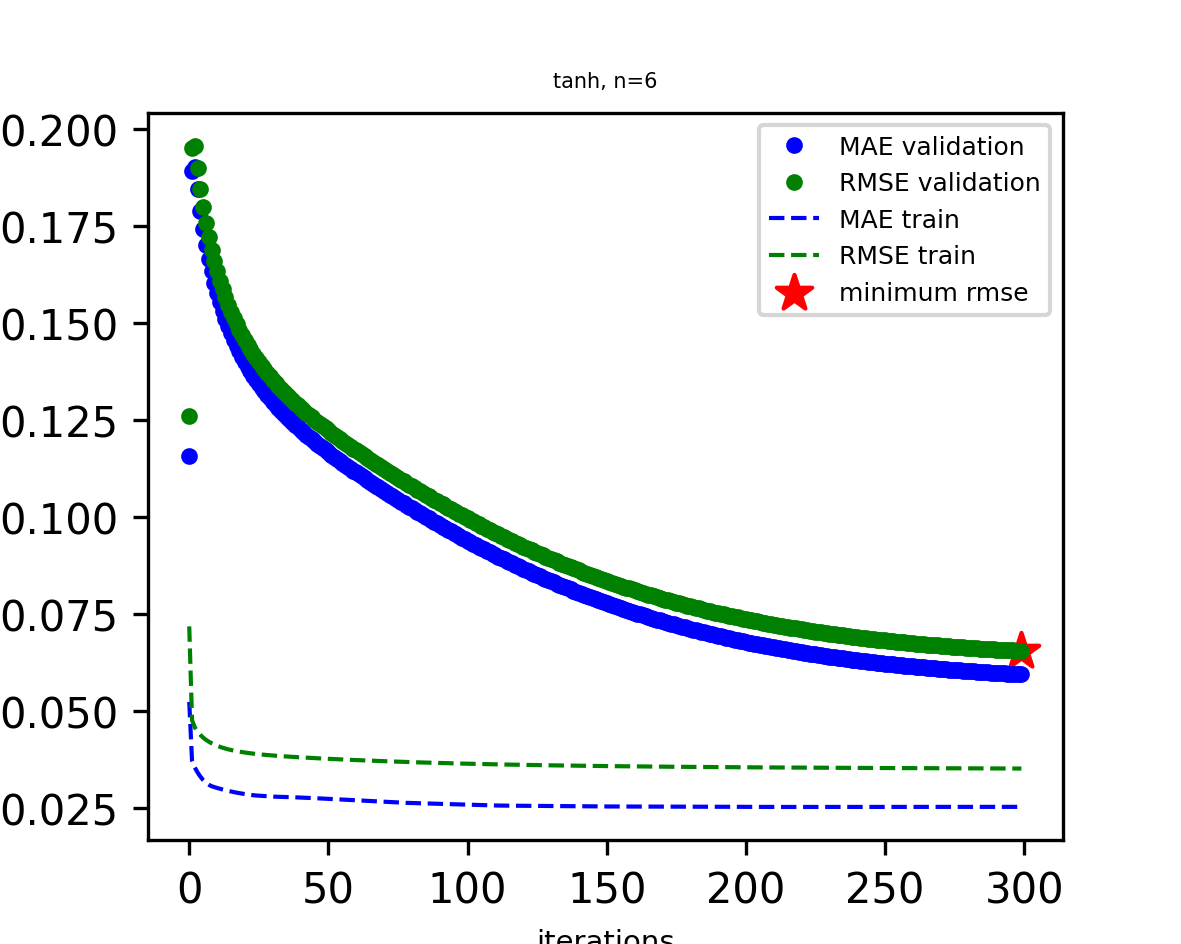 tanh, n=6
0.200
0.175
0.150
0.125
0.100
0.075
0.050
0.025
MAE validation
RMSE validation
MAE train
RMSE train
minimum rmse
0 50 100 150 200 250 300
iterations